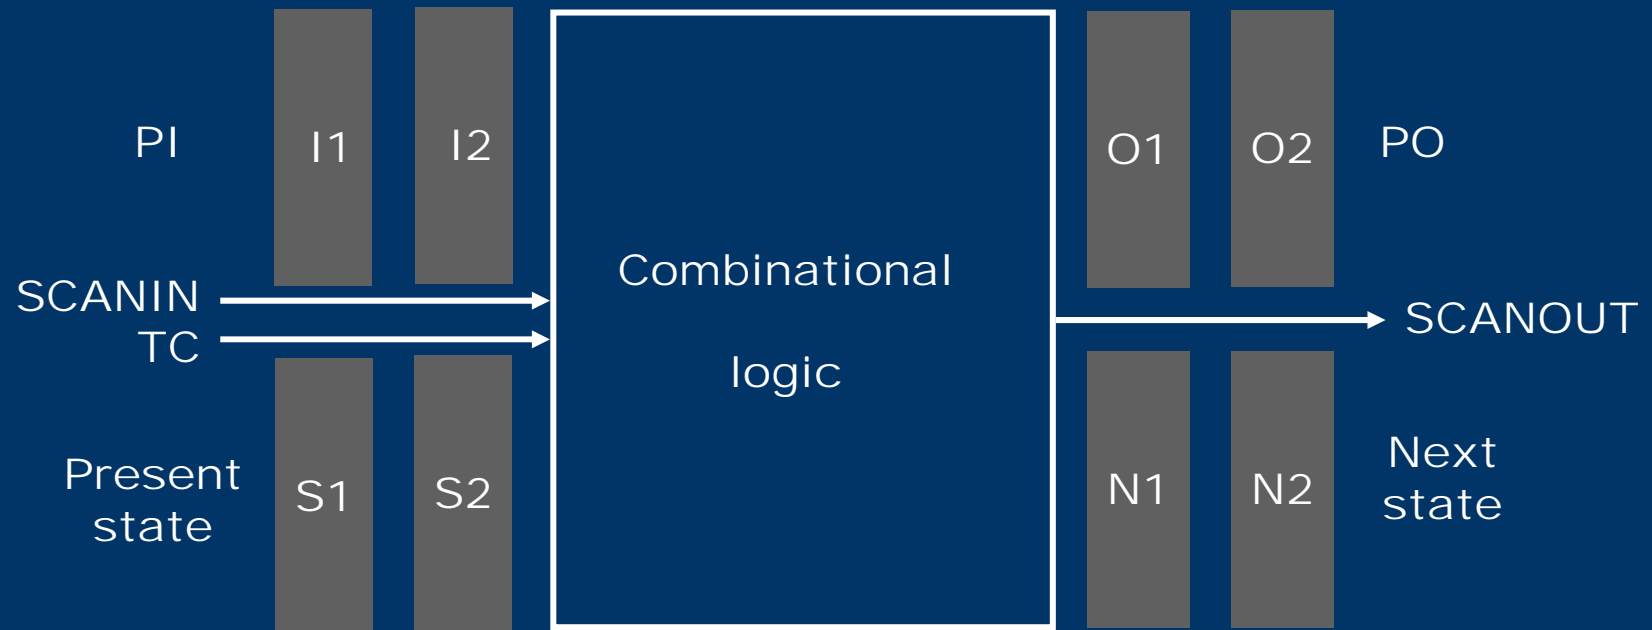 PI
I1
I2
O1
O2
PO
SCANIN
TC
Combinational
logic
SCANOUT
Present
state
S1
S2
N1
N2
Next
state